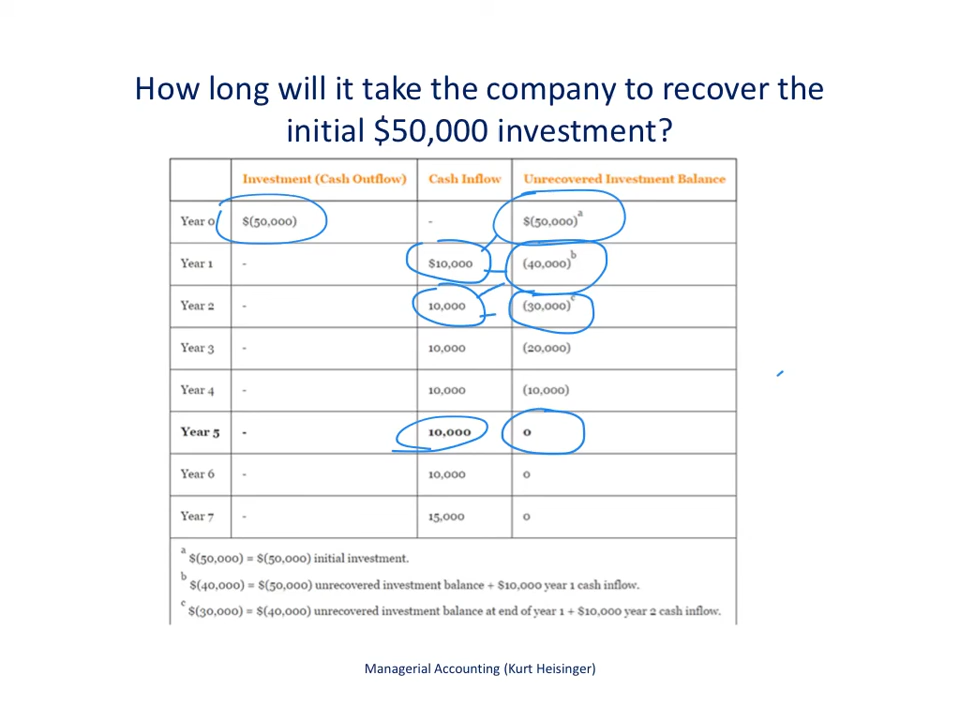 How long will it take the company to recover the
initial $50,000 investment?
Investment (Cash Outflow) Cash Inflow Unrecovered Investment Balance
Year 0 $(50,000) - $(50,000)a
Year 1 - $10,000 (40,000)b
Year 2 - 10,000 (30,000)c
Year 3 - 10,000 (20,000)
Year 4 - 10,000 (10,000)
Year 5 - 10,000 0
Year 6 - 10,000 0
Year 7 - 15,000 0
a $(50,000) = $(50,000) initial investment.
b $(40,000) = $(50,000) unrecovered investment balance + $10,000 year 1 cash inflow.
c $(30,000) = $(40,000) unrecovered investment balance at end of year 1 + $10,000 year 2 cash inflow.
Managerial Accounting (Kurt Heisinger)